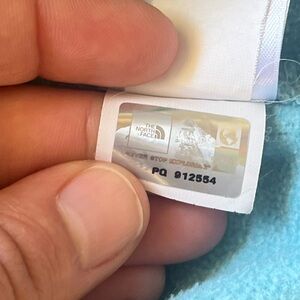 THE
NORTH
FACE
NEVER STOP EXPLORING
PQ 912554